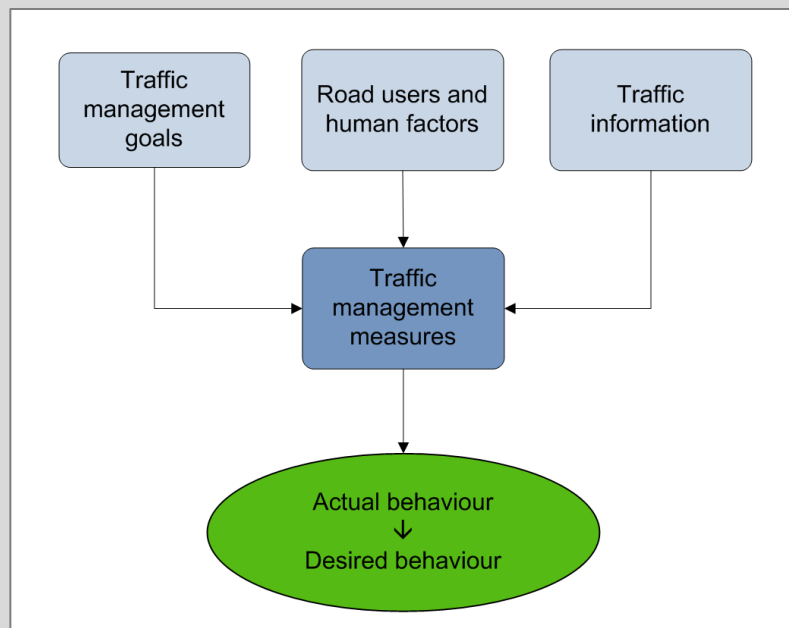 Traffic
management
goals
Road users and
human factors
Traffic
information
Traffic
management
measures
Actual behaviour
↓
Desired behaviour